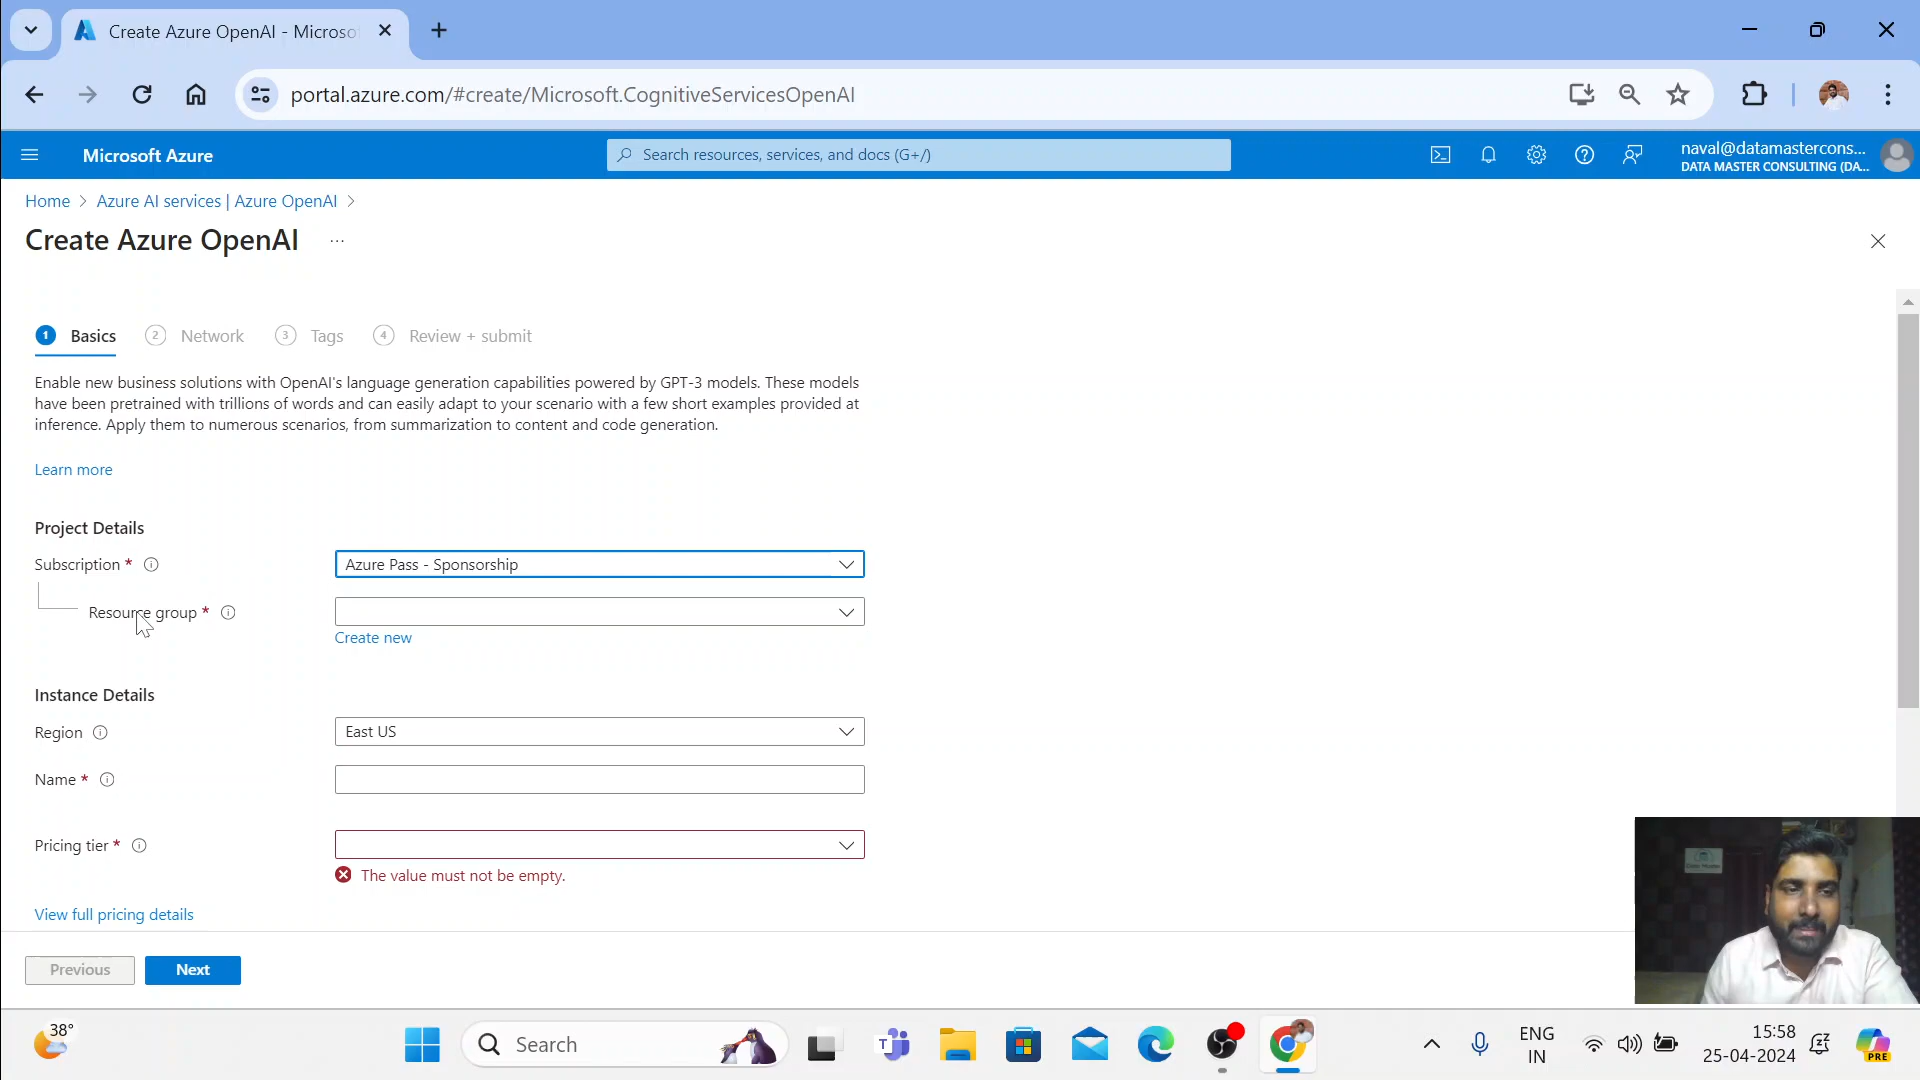 Create Azure OpenAI - Microso
portal.azure.com/#create/Microsoft.CognitiveServicesOpenAI
Microsoft Azure
Search resources, services, and docs (G+/)
naval@datamastercons...
DATA MASTER CONSULTING (DA...
Home > Azure AI services | Azure OpenAI >
Create Azure OpenAI ...
1 Basics 2 Network 3 Tags 4 Review + submit
Enable new business solutions with OpenAI's language generation capabilities powered by GPT-3 models. These models
have been pretrained with trillions of words and can easily adapt to your scenario with a few short examples provided at
inference. Apply them to numerous scenarios, from summarization to content and code generation.
Learn more
Project Details
Subscription * Azure Pass - Sponsorship
Resource group *
Create new
Instance Details
Region East US
Name *
Pricing tier *
The value must not be empty.
View full pricing details
Previous Next
38°
Search
ENG
IN
15:58
25-04-2024
PRE